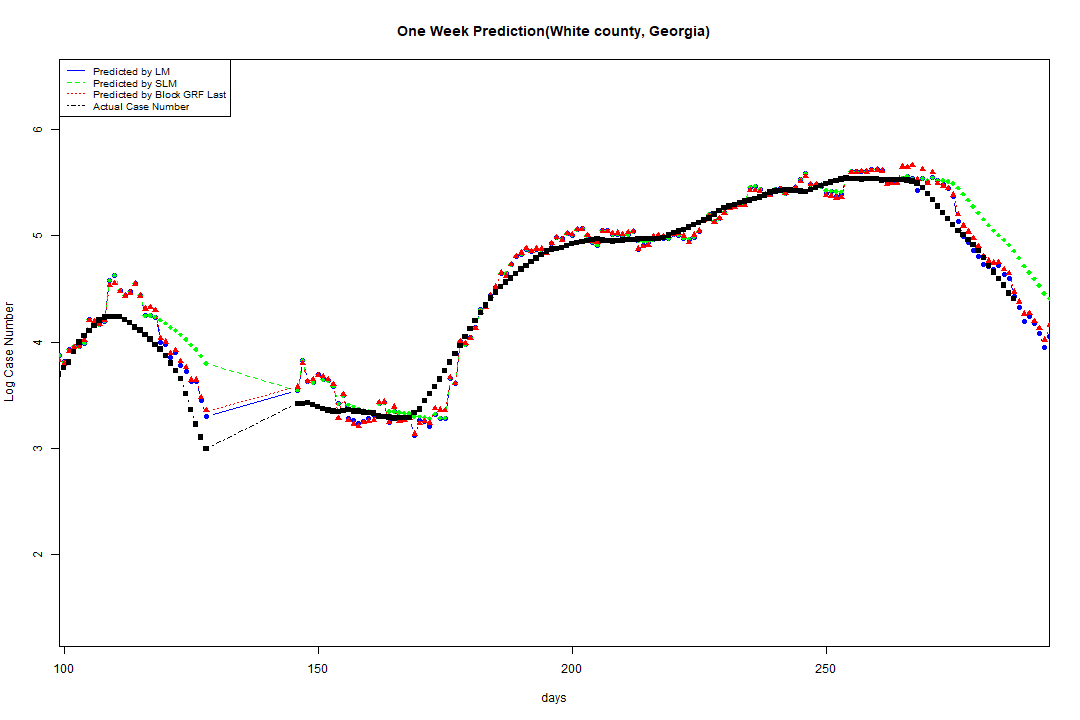 One Week Prediction(White county, Georgia)
Predicted by LM
Predicted by SLM
Predicted by Block GRF Last
Actual Case Number
6
5
4
3
2
Log Case Number
100 150 200 250
days